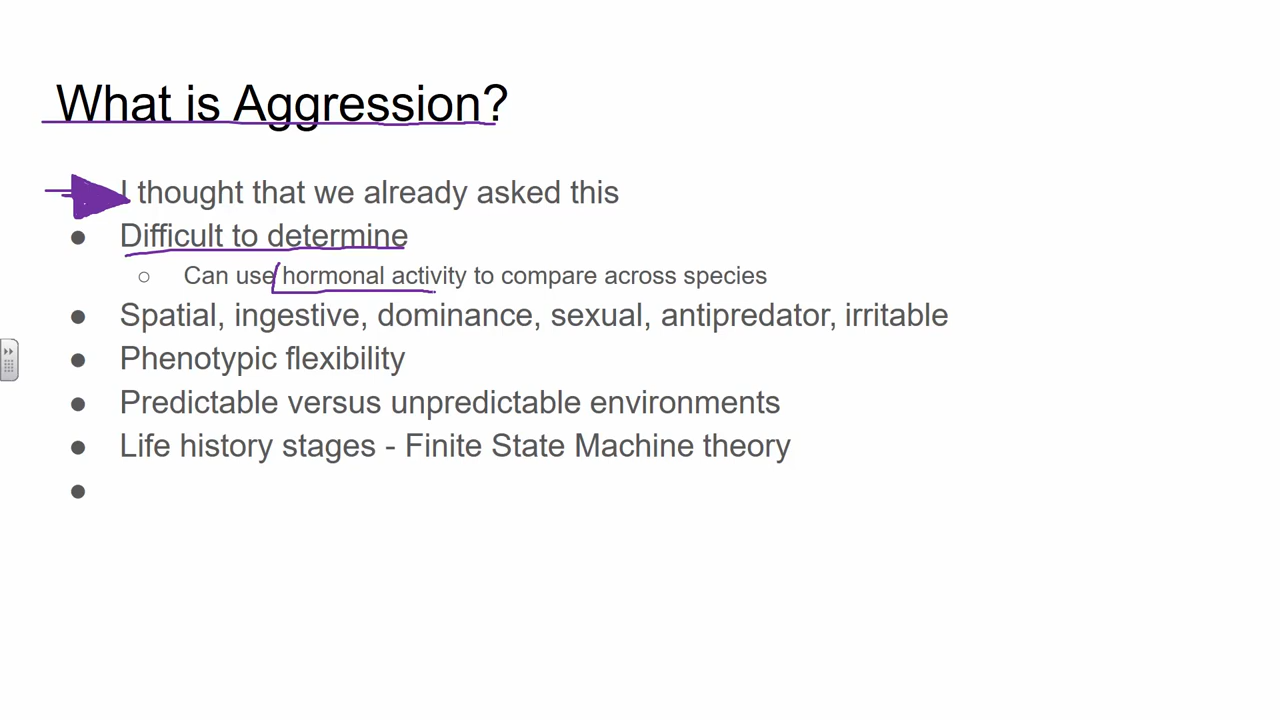 What is Aggression?
I thought that we already asked this
● Difficult to determine
○ Can use hormonal activity to compare across species
● Spatial, ingestive, dominance, sexual, antipredator, irritable
● Phenotypic flexibility
● Predictable versus unpredictable environments
● Life history stages - Finite State Machine theory
●